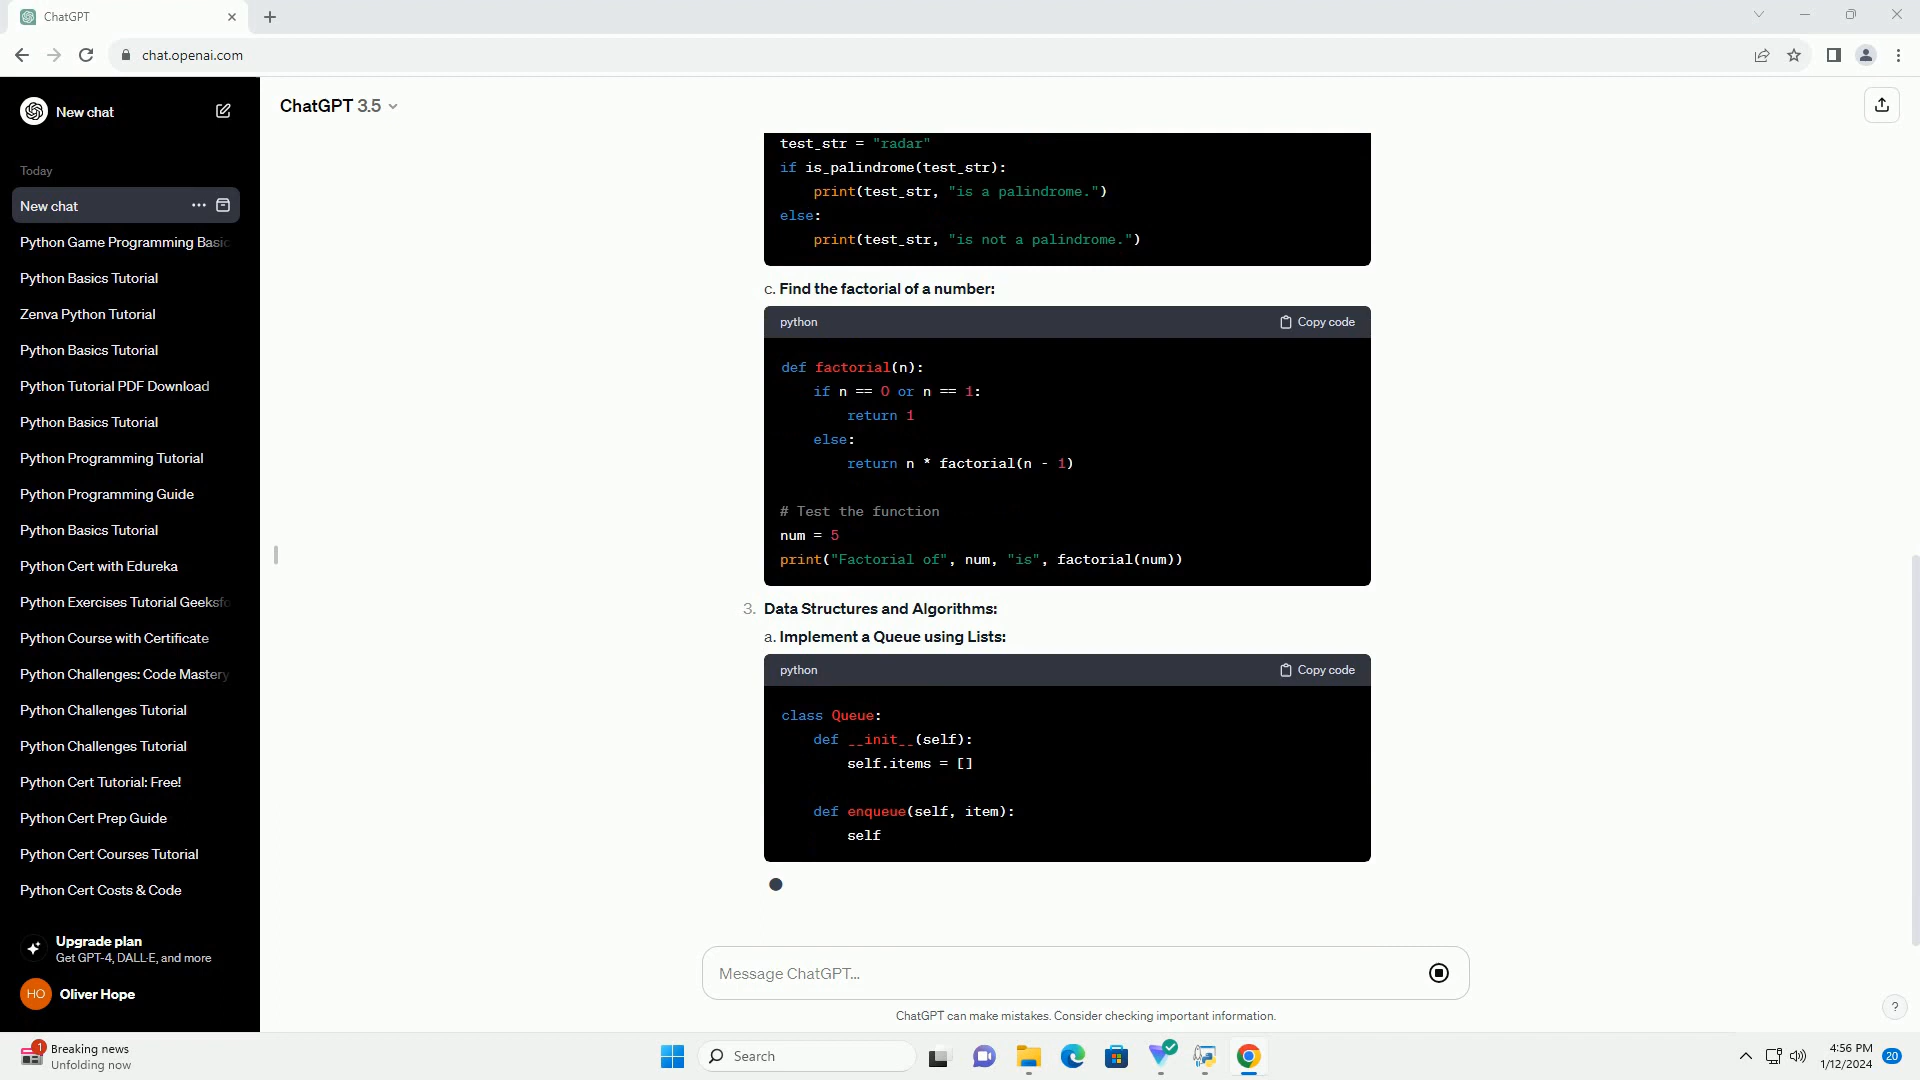 ChatGPT
chat.openai.com
New chat
Today
New chat
Python Game Programming Basic
Python Basics Tutorial
Zenva Python Tutorial
Python Basics Tutorial
Python Tutorial PDF Download
Python Basics Tutorial
Python Programming Tutorial
Python Programming Guide
Python Basics Tutorial
Python Cert with Edureka
Python Exercises Tutorial Geeksfo
Python Course with Certificate
Python Challenges: Code Mastery
Python Challenges Tutorial
Python Challenges Tutorial
Python Cert Tutorial: Free!
Python Cert Prep Guide
Python Cert Courses Tutorial
Python Cert Costs & Code
Upgrade plan
Get GPT-4, DALL·E, and more
HO Oliver Hope
ChatGPT 3.5
test_str = "radar"
if is_palindrome(test_str):
    print(test_str, "is a palindrome.")
else:
    print(test_str, "is not a palindrome.")
c. Find the factorial of a number:
python Copy code
def factorial(n):
    if n == 0 or n == 1:
        return 1
    else:
        return n * factorial(n - 1)
# Test the function
num = 5
print("Factorial of", num, "is", factorial(num))
3. Data Structures and Algorithms:
a. Implement a Queue using Lists:
python Copy code
class Queue:
    def __init__(self):
        self.items = []
    def enqueue(self, item):
        self
Message ChatGPT...
ChatGPT can make mistakes. Consider checking important information.
?
1
Breaking news
Unfolding now
Search
4:56 PM
1/12/2024
20